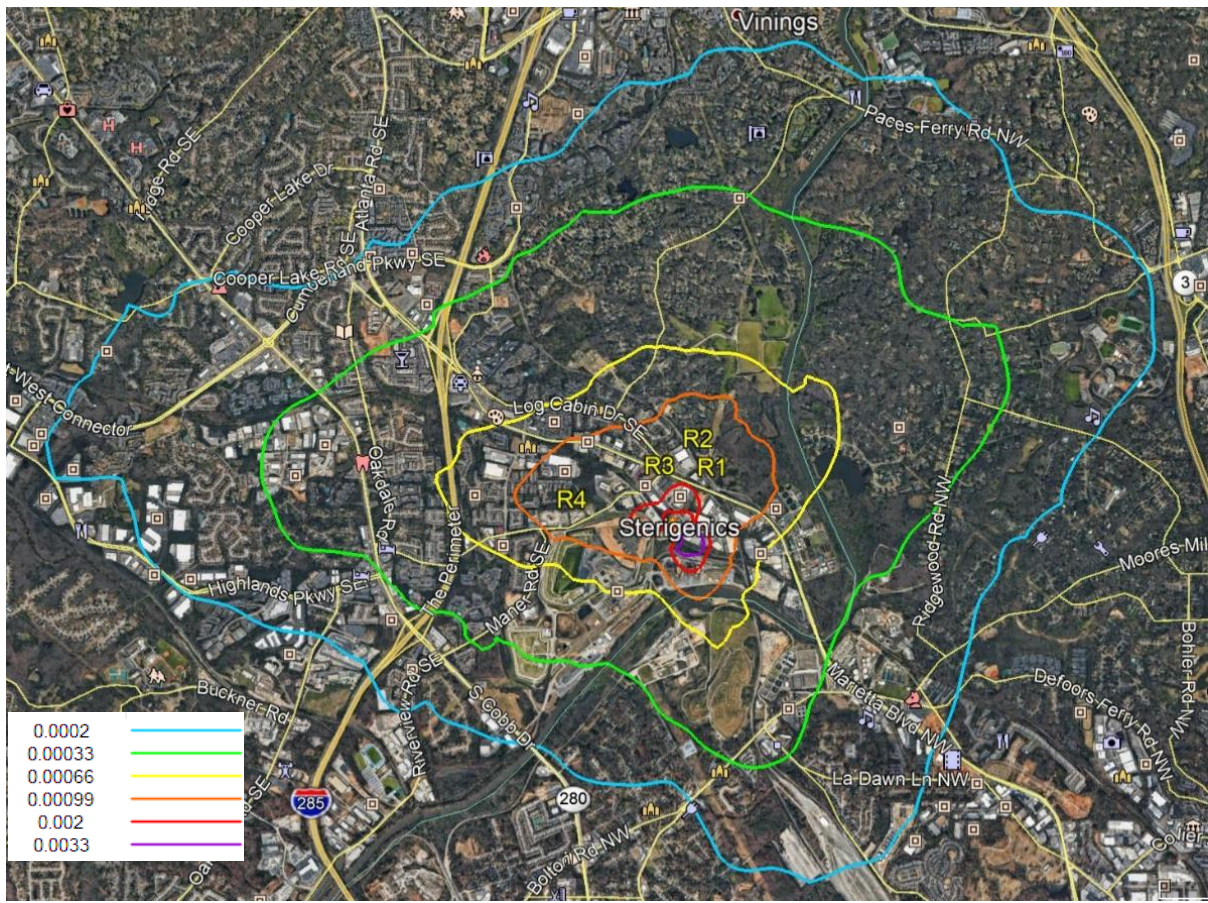 Vinings
Paces Ferry Rd NW
Cooper Lake Dr
Atlanta Rd SE
Cooper Lake Rd SE
Cumberland Pkwy SE
3
West Connector
Log Cabin Dr SE
R2
R3
R1
R4
Oakdale Rd
Sterigenics
The Perimeter
Maner Rd SE
Ridgewood Rd NW
Moores Mil
Highlands Pkwy SE
Bohler Rd NW
Riverview Rd SE
Buckner Rd
S Cobb Dr
Marietta Blvd NW
Defoors Ferry Rd NW
La Dawn Ln NW
285
280
Bolton Rd NW
Collier
0.0002
0.00033
0.00066
0.00099
0.002
0.0033